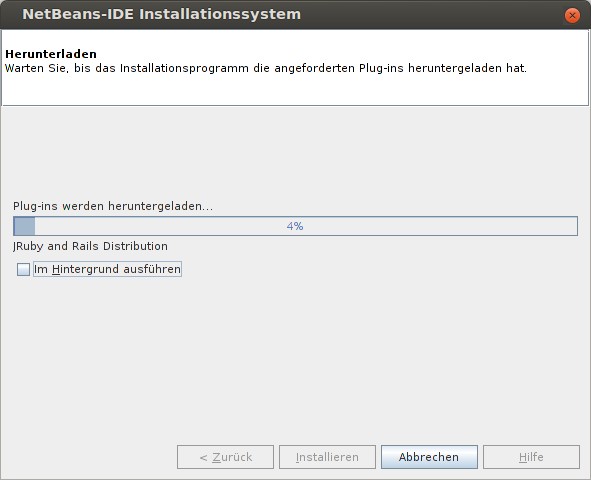 NetBeans-IDE Installationssystem
Herunterladen
Warten Sie, bis das Installationsprogramm die angeforderten Plug-ins heruntergeladen hat.
Plug-ins werden heruntergeladen...
4%
JRuby and Rails Distribution
Im Hintergrund ausführen
< Zurück Installieren Abbrechen Hilfe